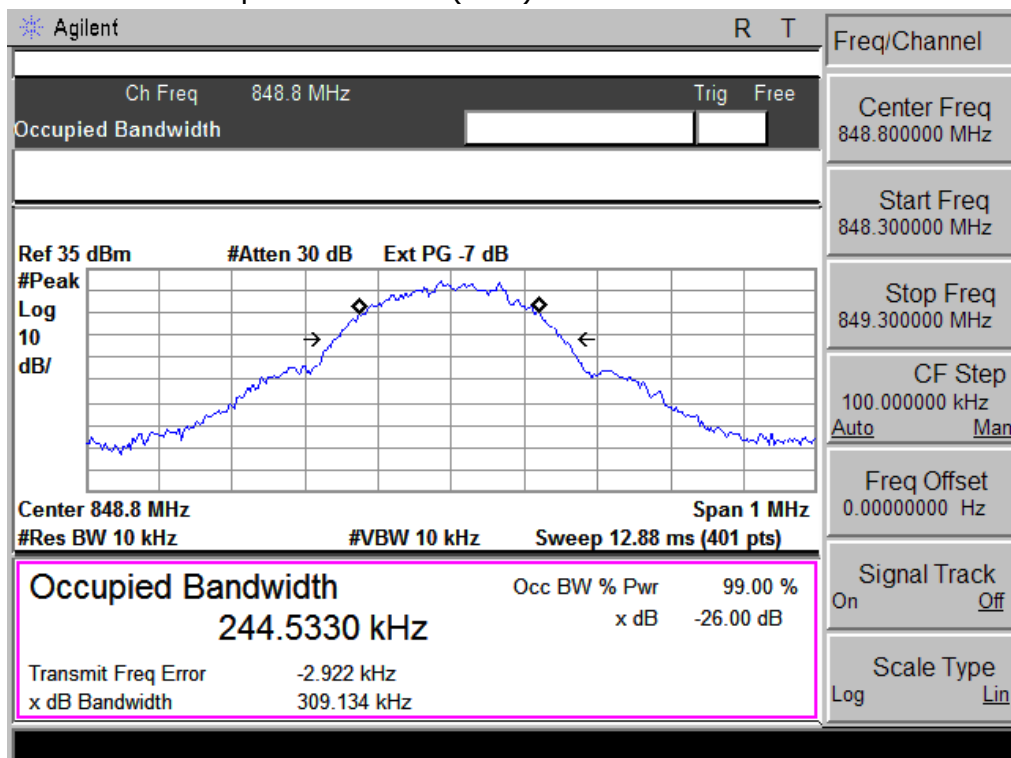 Agilent R T
Ch Freq 848.8 MHz Trig Free
Occupied Bandwidth
Ref 35 dBm #Atten 30 dB Ext PG -7 dB
#Peak
Log
10
dB/
Center 848.8 MHz Span 1 MHz
#Res BW 10 kHz #VBW 10 kHz Sweep 12.88 ms (401 pts)
Occupied Bandwidth Occ BW % Pwr 99.00 %
244.5330 kHz x dB -26.00 dB
Transmit Freq Error -2.922 kHz
x dB Bandwidth 309.134 kHz
Freq/Channel
Center Freq
848.800000 MHz
Start Freq
848.300000 MHz
Stop Freq
849.300000 MHz
CF Step
100.000000 kHz
Auto Man
Freq Offset
0.00000000 Hz
Signal Track
On Off
Scale Type
Log Lin